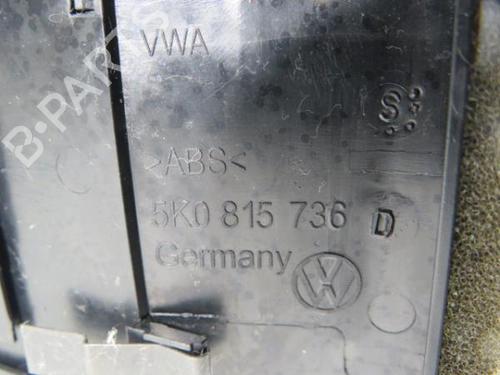 VWA
S
>ABS<
5K0 815 736 D
Germany
B-PARTS